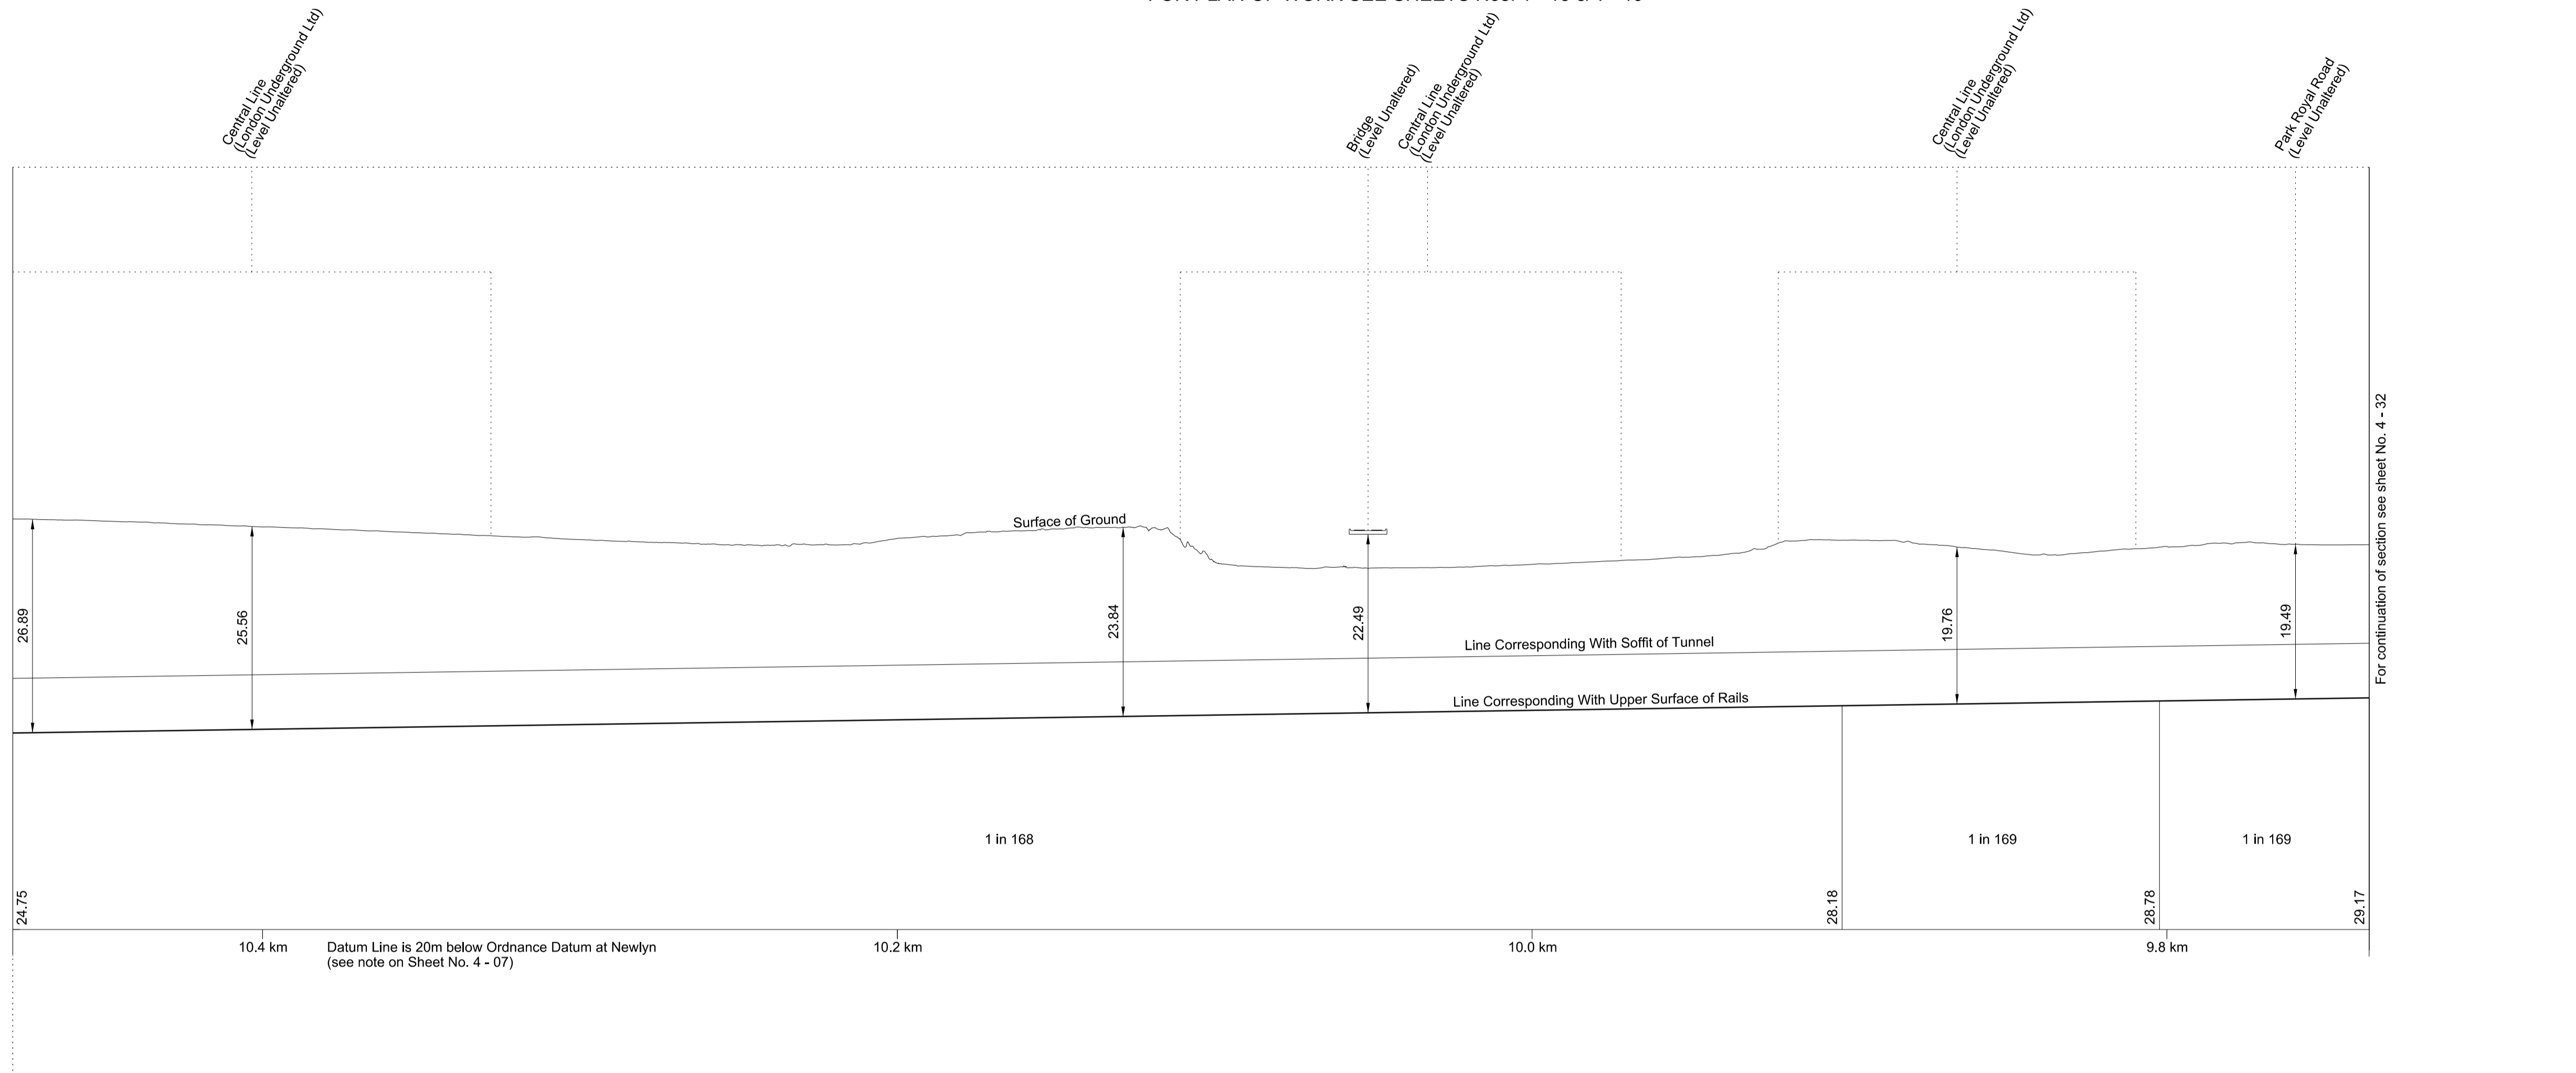 Central Line
(London Underground Ltd)
(Level Unaltered)
Bridge
(Level Unaltered)
Central Line
(London Underground Ltd)
(Level Unaltered)
Central Line
(London Underground Ltd)
(Level Unaltered)
Park Royal Road
(Level Unaltered)
Surface of Ground
26.89
25.56
23.84
22.49
19.76
19.49
Line Corresponding With Soffit of Tunnel
Line Corresponding With Upper Surface of Rails
For continuation of section see sheet No. 4 - 32
1 in 168
1 in 169
1 in 169
24.75
28.18
28.78
29.17
10.4 km
Datum Line is 20m below Ordnance Datum at Newlyn
(see note on Sheet No. 4 - 07)
10.2 km
10.0 km
9.8 km